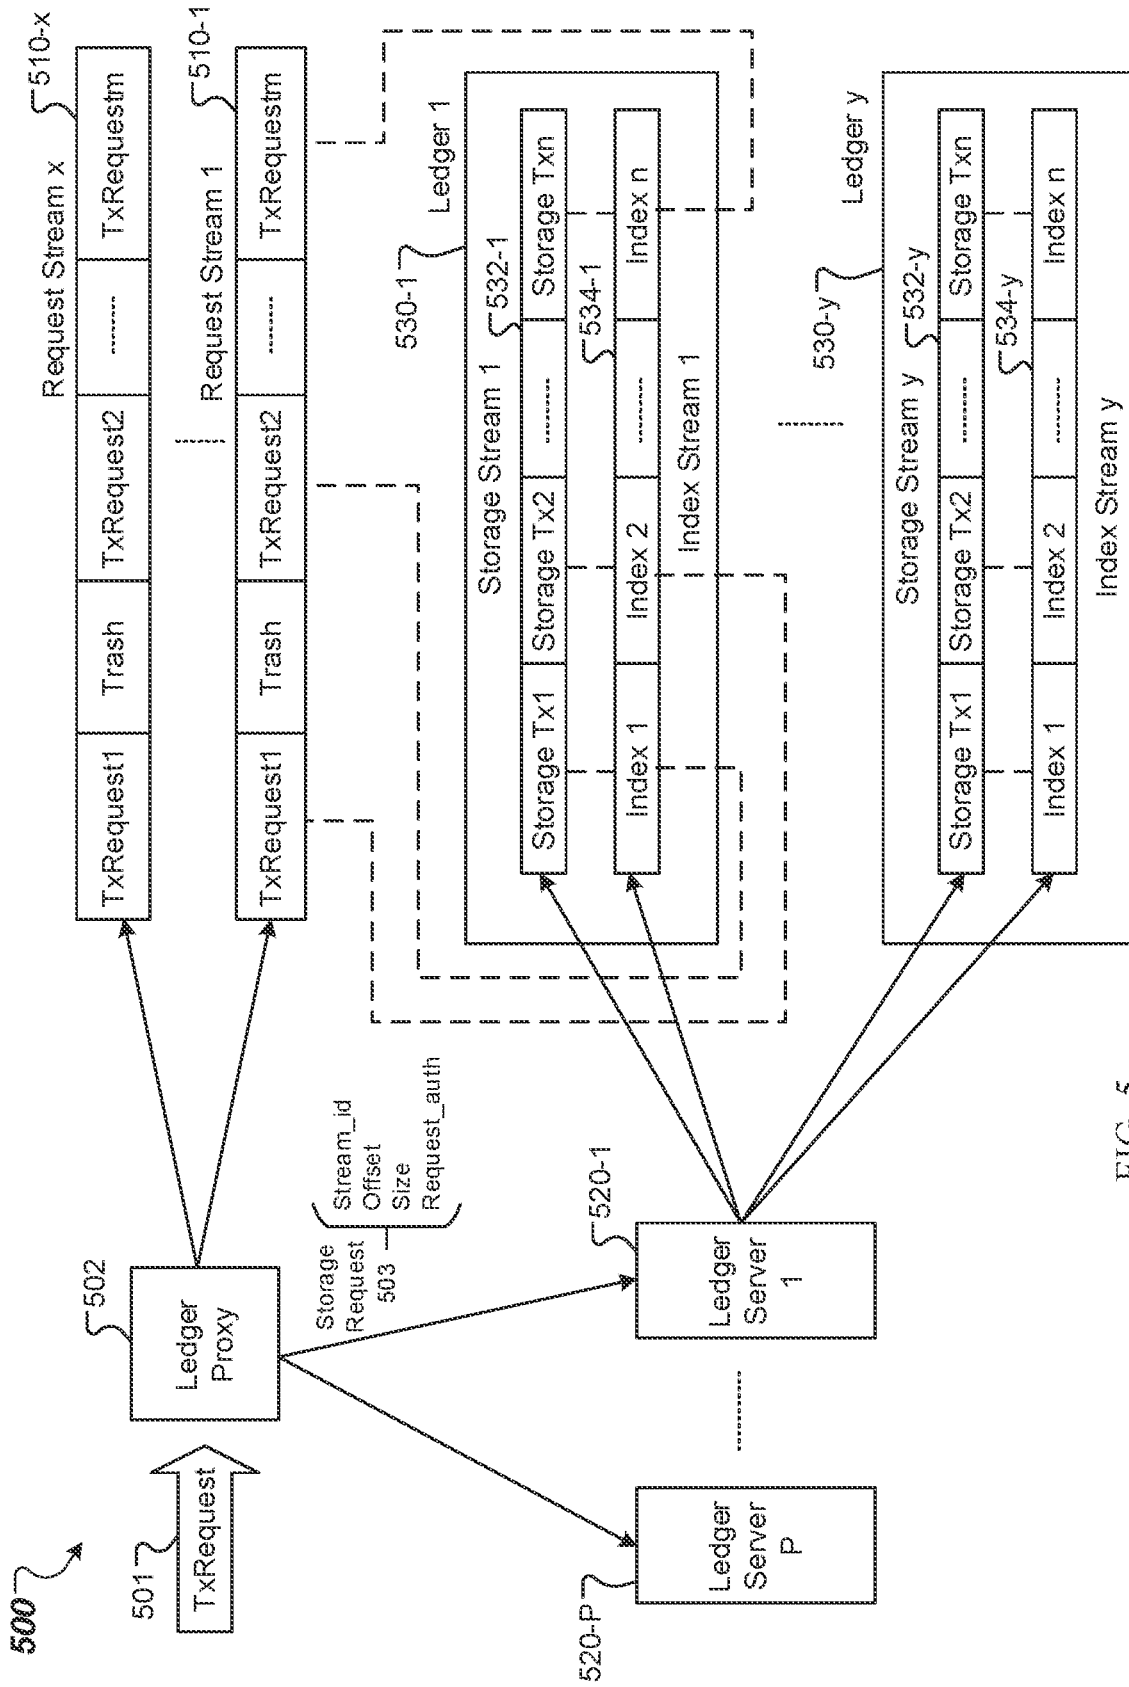 500
501
TxRequest
502
Ledger
Proxy
Storage
Request
503
Stream_id
Offset
Size
Request_auth
Request Stream x
510-x
TxRequest1
Trash
TxRequest2
--------
TxRequestm
Request Stream 1
510-1
TxRequest1
Trash
TxRequest2
--------
TxRequestm
520-P
Ledger
Server
P
520-1
Ledger
Server
1
530-1
Ledger 1
Storage Stream 1
532-1
Storage Tx1
Storage Tx2
--------
Storage Txn
534-1
Index 1
Index 2
--------
Index n
Index Stream 1
530-y
Ledger y
Storage Stream y
532-y
Storage Tx1
Storage Tx2
--------
Storage Txn
534-y
Index 1
Index 2
--------
Index n
Index Stream y
FIG. 5